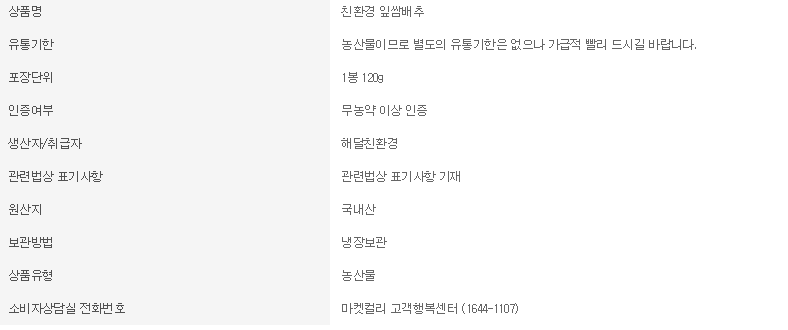 상품명 친환경 잎쌈배추
유통기한 농산물이므로 별도의 유통기한은 없으나 가급적 빨리 드시길 바랍니다.
포장단위 1봉 120g
인증여부 무농약 이상 인증
생산자/취급자 해달친환경
관련법상 표기사항 관련법상 표기사항 기재
원산지 국내산
보관방법 냉장보관
상품유형 농산물
소비자상담실 전화번호 마켓컬리 고객행복센터 (1644-1107)